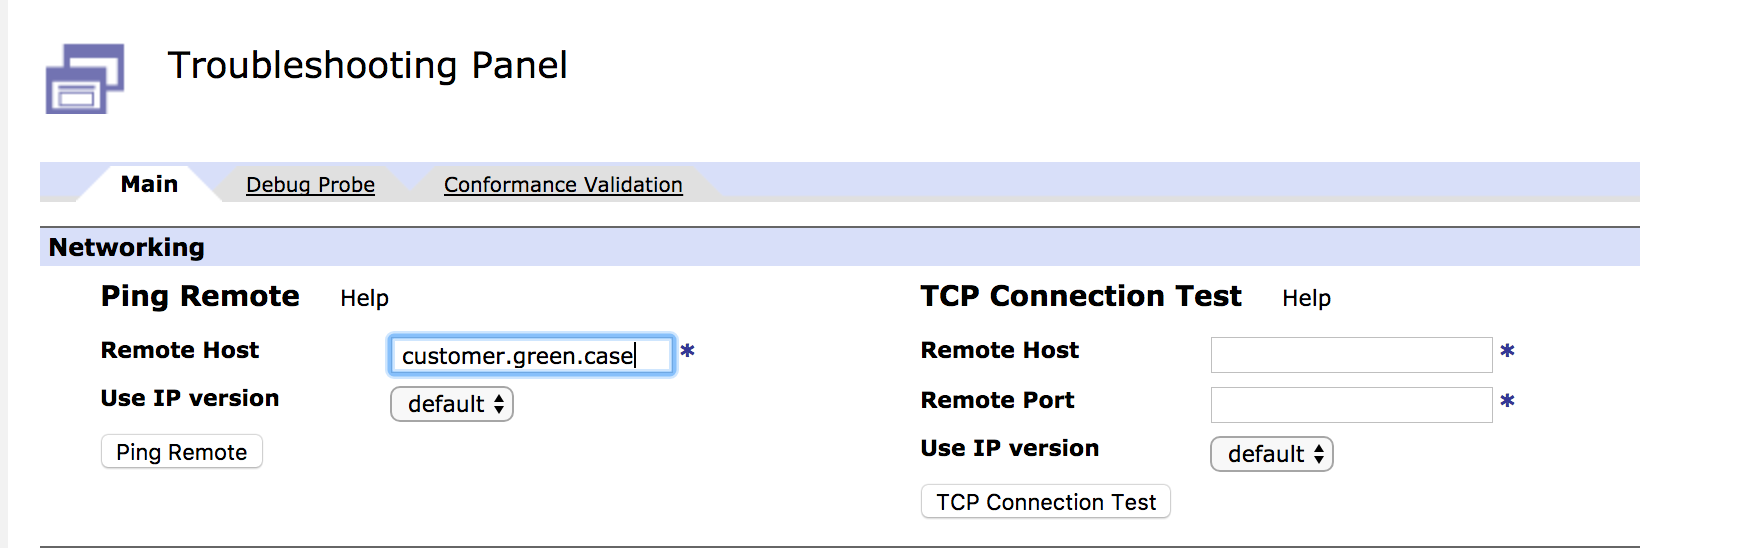 Troubleshooting Panel
Main Debug Probe Conformance Validation
Networking
Ping Remote Help
Remote Host customer.green.case *
Use IP version default
Ping Remote
TCP Connection Test Help
Remote Host *
Remote Port *
Use IP version default
TCP Connection Test